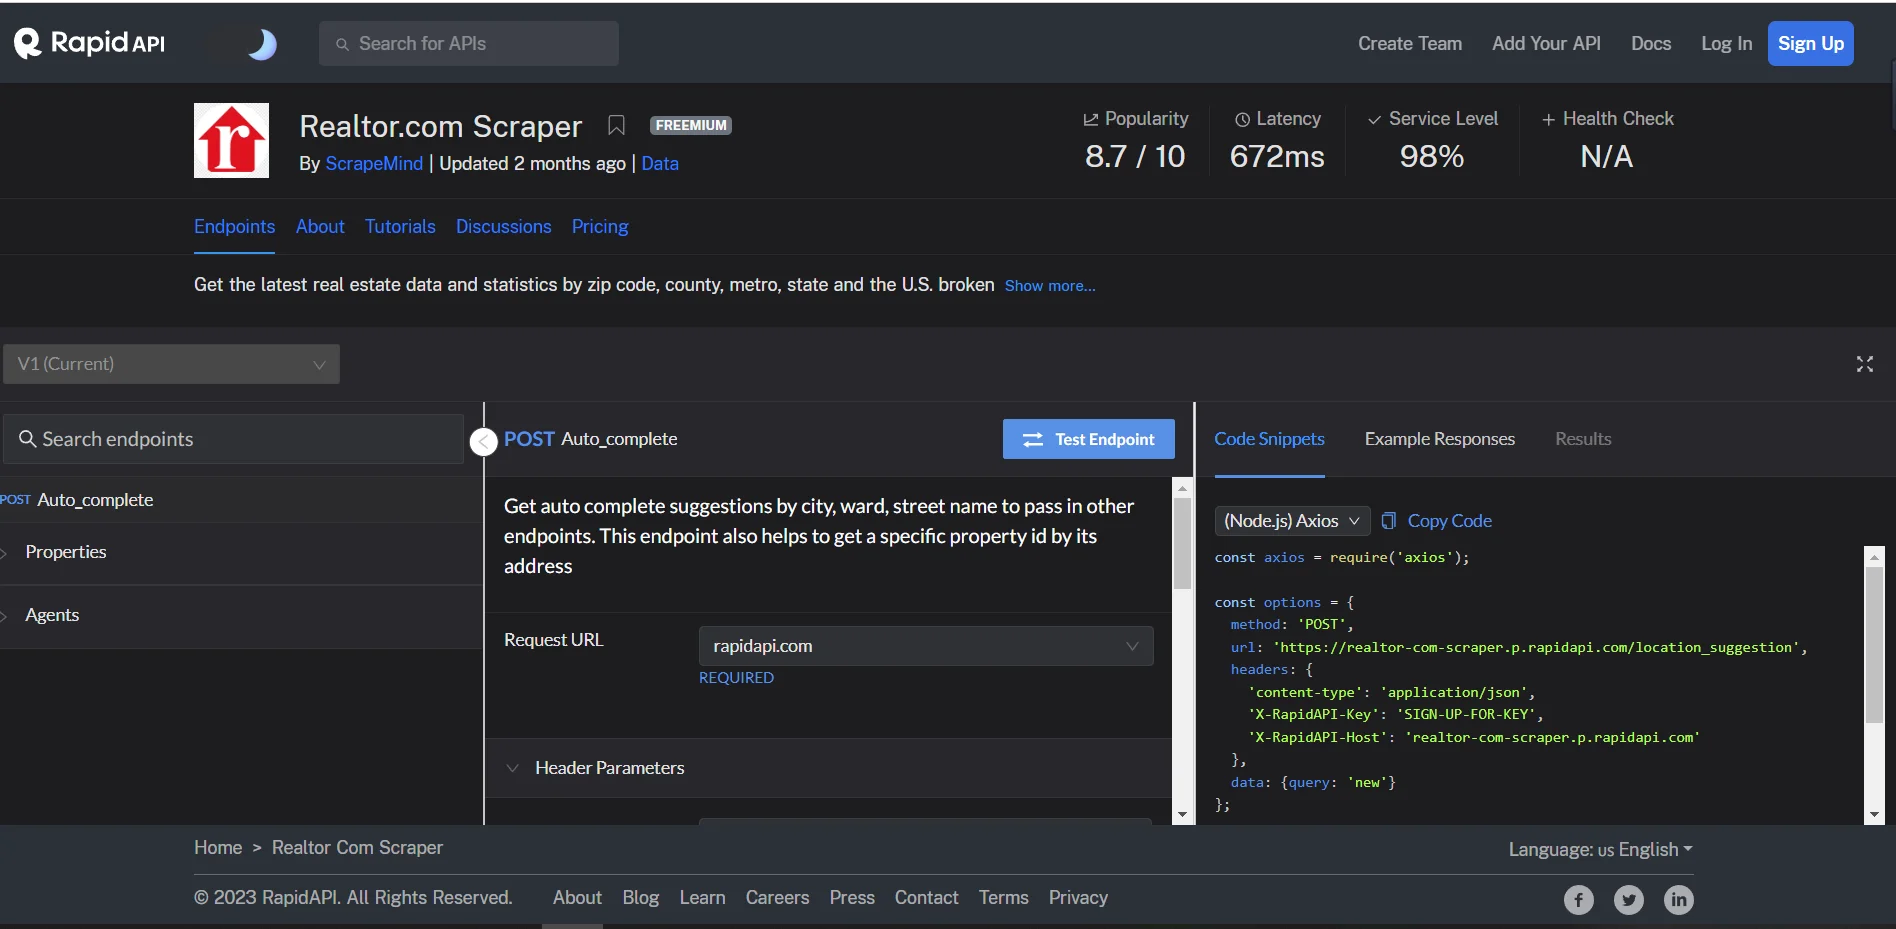 Rapid API
Search for APIs
Create Team
Add Your API
Docs
Log In
Sign Up
r
Realtor.com Scraper
FREEMIUM
By ScrapeMind | Updated 2 months ago | Data
Popularity
8.7 / 10
Latency
672ms
Service Level
98%
Health Check
N/A
Endpoints
About
Tutorials
Discussions
Pricing
Get the latest real estate data and statistics by zip code, county, metro, state and the U.S. broken Show more...
V1 (Current)
Search endpoints
POST Auto_complete
Properties
Agents
POST Auto_complete
Test Endpoint
Get auto complete suggestions by city, ward, street name to pass in other
endpoints. This endpoint also helps to get a specific property id by its
address
Request URL
rapidapi.com
REQUIRED
Header Parameters
Code Snippets
Example Responses
Results
(Node.js) Axios
Copy Code
const axios = require('axios');
const options = {
method: 'POST',
url: 'https://realtor-com-scraper.p.rapidapi.com/location_suggestion',
headers: {
'content-type': 'application/json',
'X-RapidAPI-Key': 'SIGN-UP-FOR-KEY',
'X-RapidAPI-Host': 'realtor-com-scraper.p.rapidapi.com'
},
data: {query: 'new'}
};
Home > Realtor Com Scraper
Language: us English
© 2023 RapidAPI. All Rights Reserved.
About
Blog
Learn
Careers
Press
Contact
Terms
Privacy
f
in